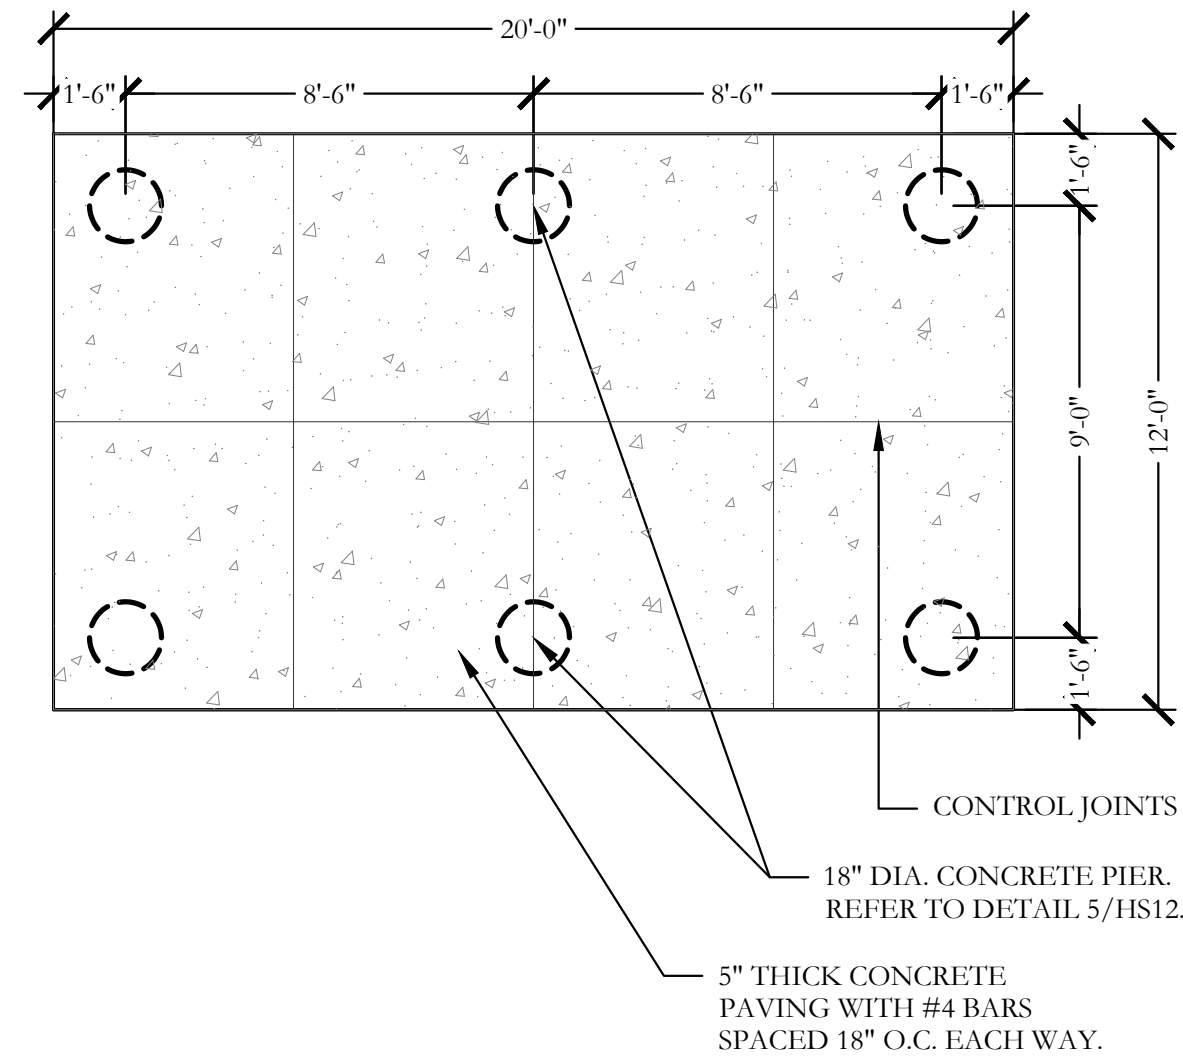 20'-0"
1'-6"
8'-6"
8'-6"
1'-6"
1'-6"
9'-0"
12'-0"
1'-6"
CONTROL JOINTS
18" DIA. CONCRETE PIER.
REFER TO DETAIL 5/HS12.
5" THICK CONCRETE
PAVING WITH #4 BARS
SPACED 18" O.C. EACH WAY.